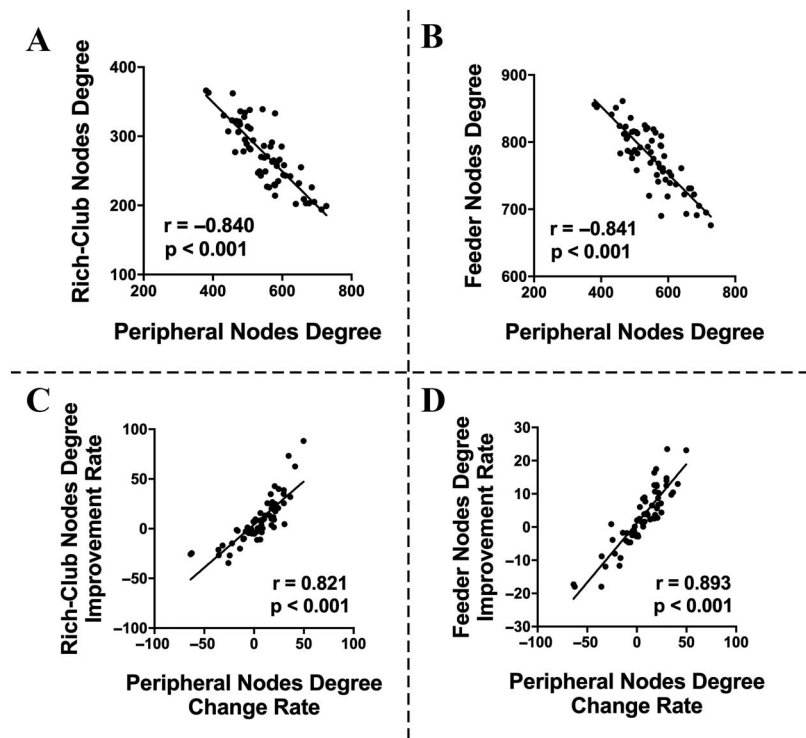 A
Rich-Club Nodes Degree
400
300
200
100
r = –0.840
p < 0.001
200
400
600
800
Peripheral Nodes Degree
B
Feeder Nodes Degree
900
800
700
600
r = –0.841
p < 0.001
200
400
600
800
Peripheral Nodes Degree
C
Rich-Club Nodes Degree
Improvement Rate
100
50
0
–50
–100
r = 0.821
p < 0.001
–100
–50
0
50
100
Peripheral Nodes Degree
Change Rate
D
Feeder Nodes Degree
Improvement Rate
30
20
10
0
–10
–20
–30
r = 0.893
p < 0.001
–100
–50
0
50
100
Peripheral Nodes Degree
Change Rate